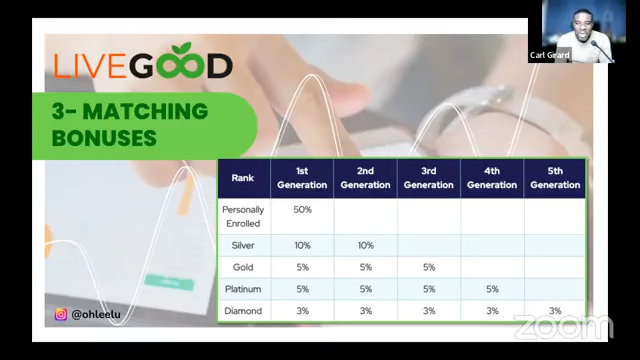 Carl Girard
LIVEGOOD
3- MATCHING
BONUSES
Rank 1st Generation 2nd Generation 3rd Generation 4th Generation 5th Generation
Personally Enrolled 50%
Silver 10% 10%
Gold 5% 5% 5%
Platinum 5% 5% 5% 5%
Diamond 3% 3% 3% 3% 3%
@ohleelu
zoom